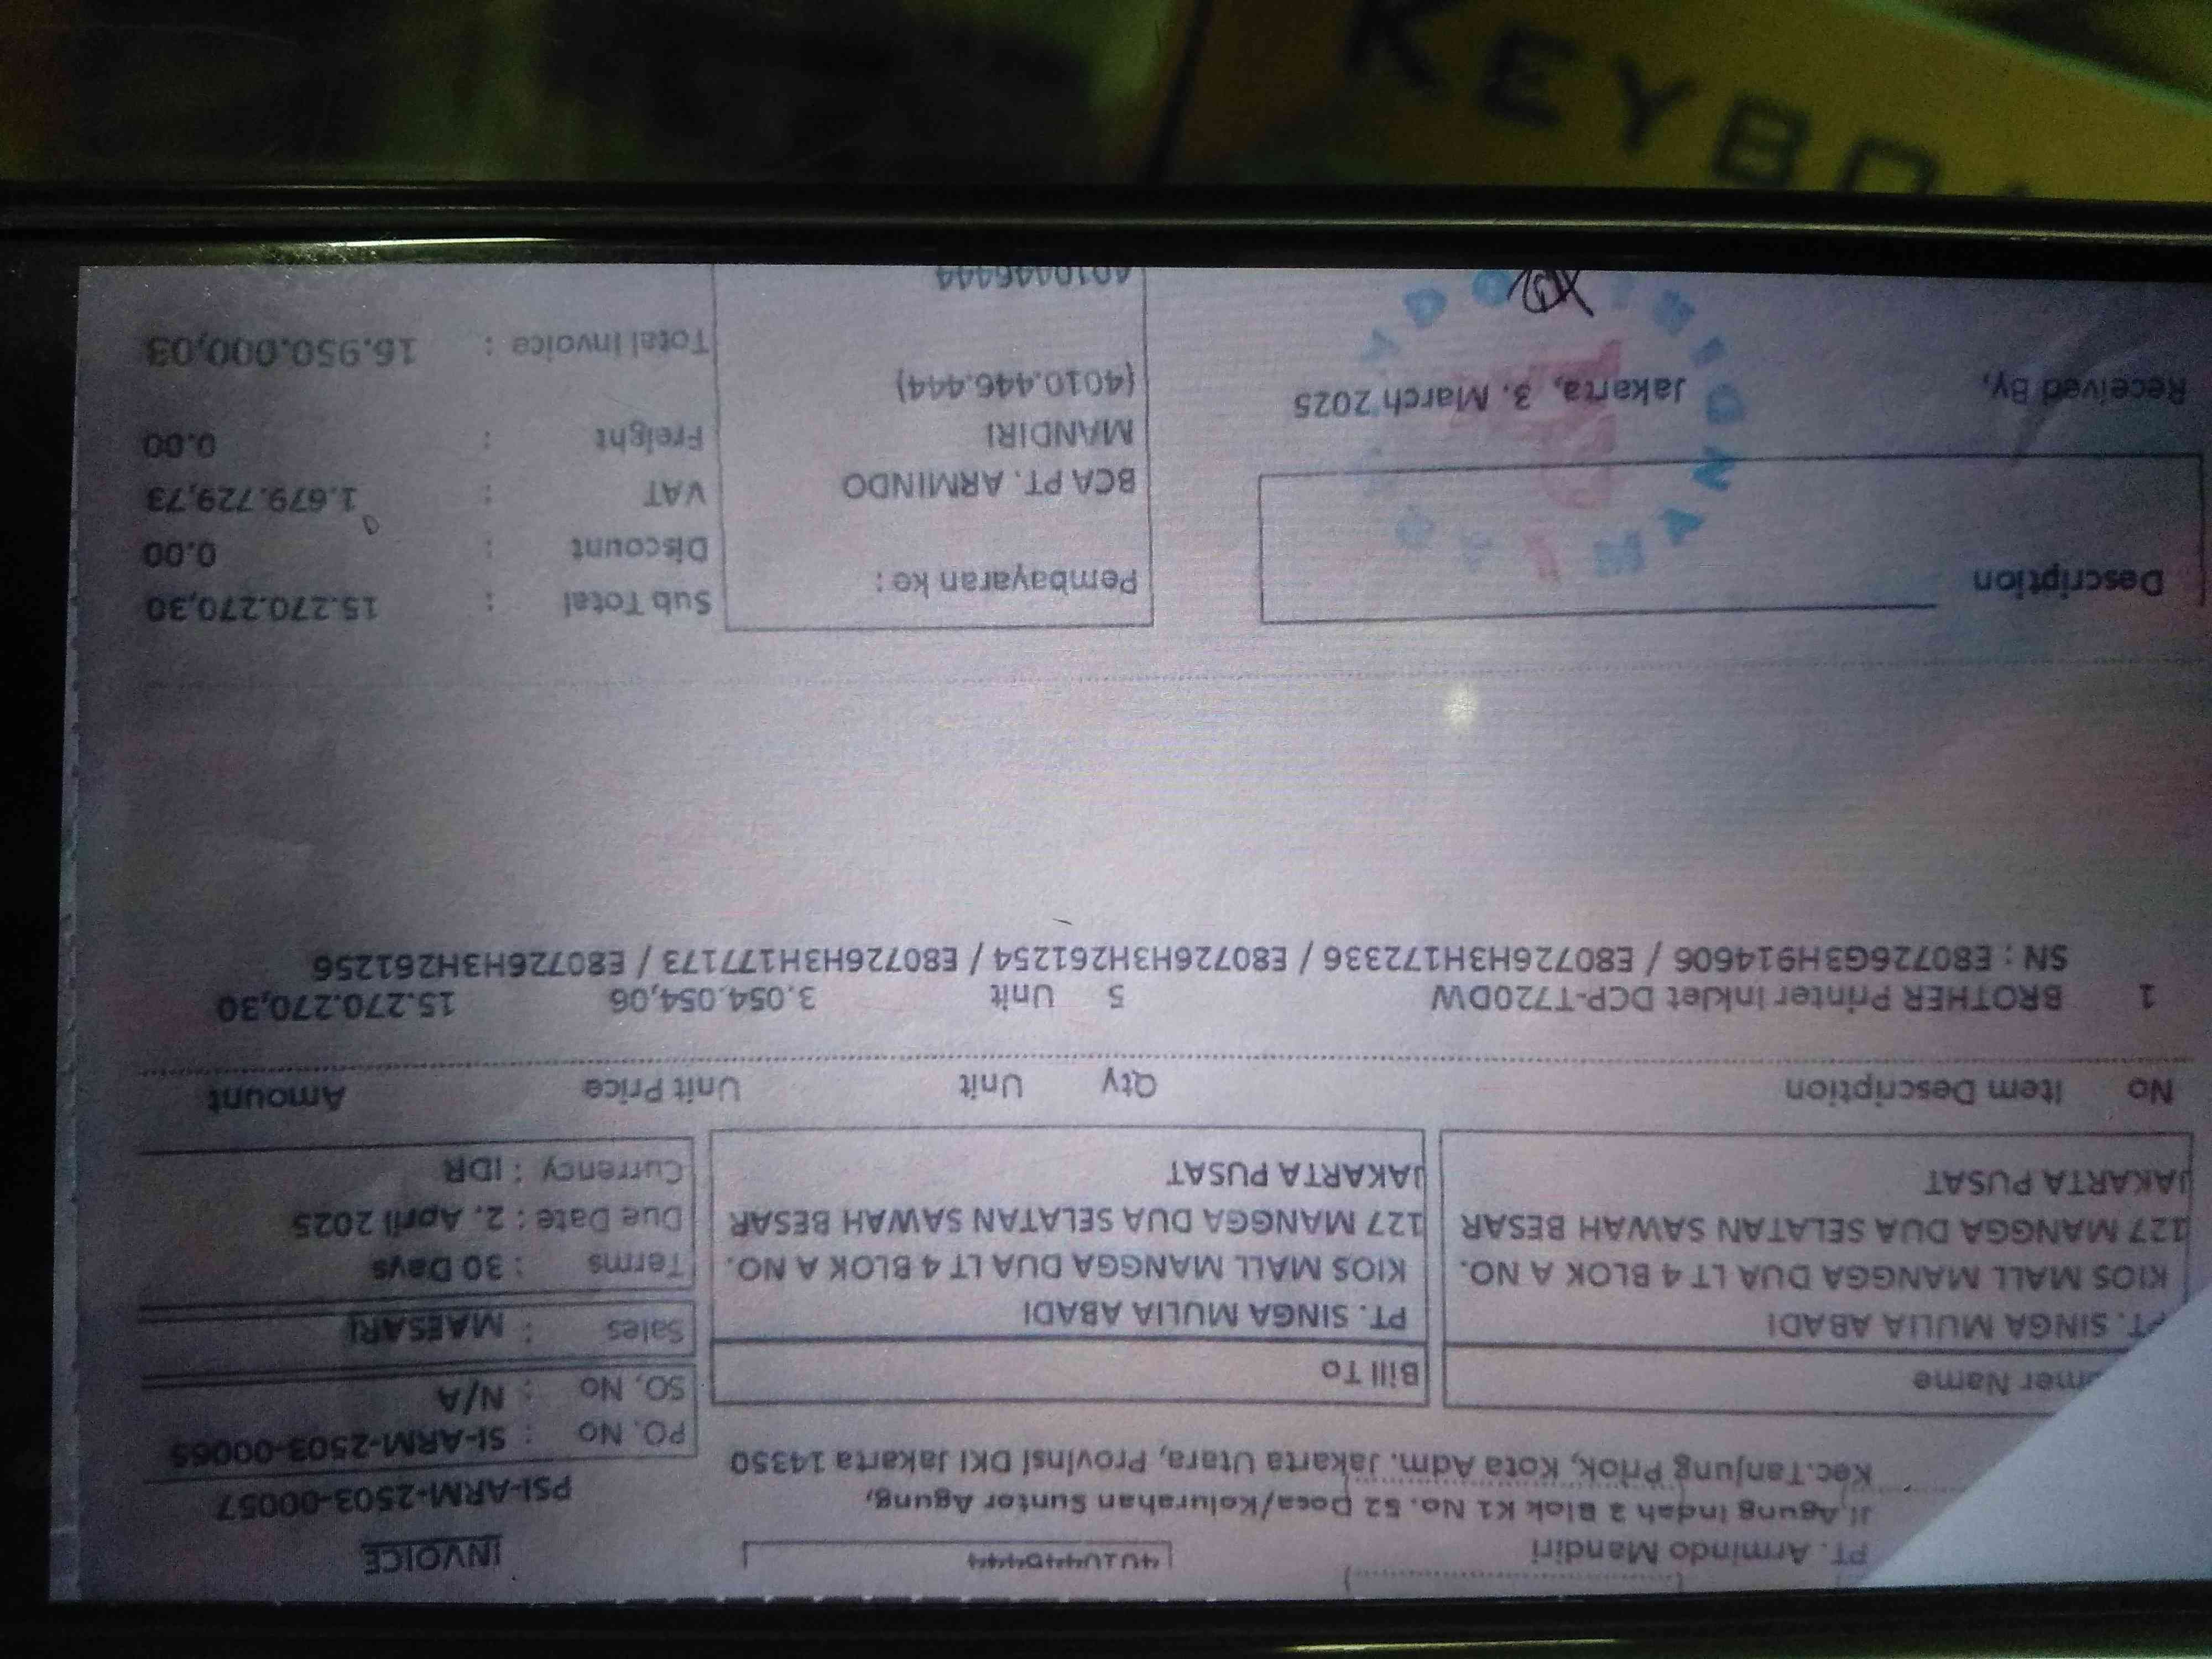 KEYBOA
INVOICE
PSI-ARM-2503-00057
PT. Armindo Mandiri
Jl Agung Indah 2 Blok K1 No. 52 Desa/Kelurahan Sunter Agung,
Kec.Tanjung Priok, Kota Adm. Jakarta Utara, Provinsi DKI Jakarta 14350
PO. No : SI-ARM-2503-00065
SO. No : N/A
Sales : MAESARI
Terms : 30 Days
Due Date : 2. April 2025
Currency : IDR
mer Name
PT. SINGA MULIA ABADI
KIOS MALL MANGGA DUA LT 4 BLOK A NO.
127 MANGGA DUA SELATAN SAWAH BESAR
JAKARTA PUSAT
Bill To
PT. SINGA MULIA ABADI
KIOS MALL MANGGA DUA LT 4 BLOK A NO.
127 MANGGA DUA SELATAN SAWAH BESAR
JAKARTA PUSAT
No Item Description Qty Unit Unit Price Amount
1 BROTHER Printer InkJet DCP-T720DW 5 Unit 3.054.054,06 15.270.270,30
SN : E80726G3H914606 / E80726H3H172336 / E80726H3H261254 / E80726H3H177173 / E80726H3H261256
Description
Received By,
Jakarta, 3. March 2025
Pembayaran ke :
BCA PT. ARMINDO
MANDIRI
(4010.446.444)
4010446444
Sub Total : 15.270.270,30
Discount : 0.00
VAT : 1.679.729,73
Freight : 0.00
Total Invoice : 16.950.000,03